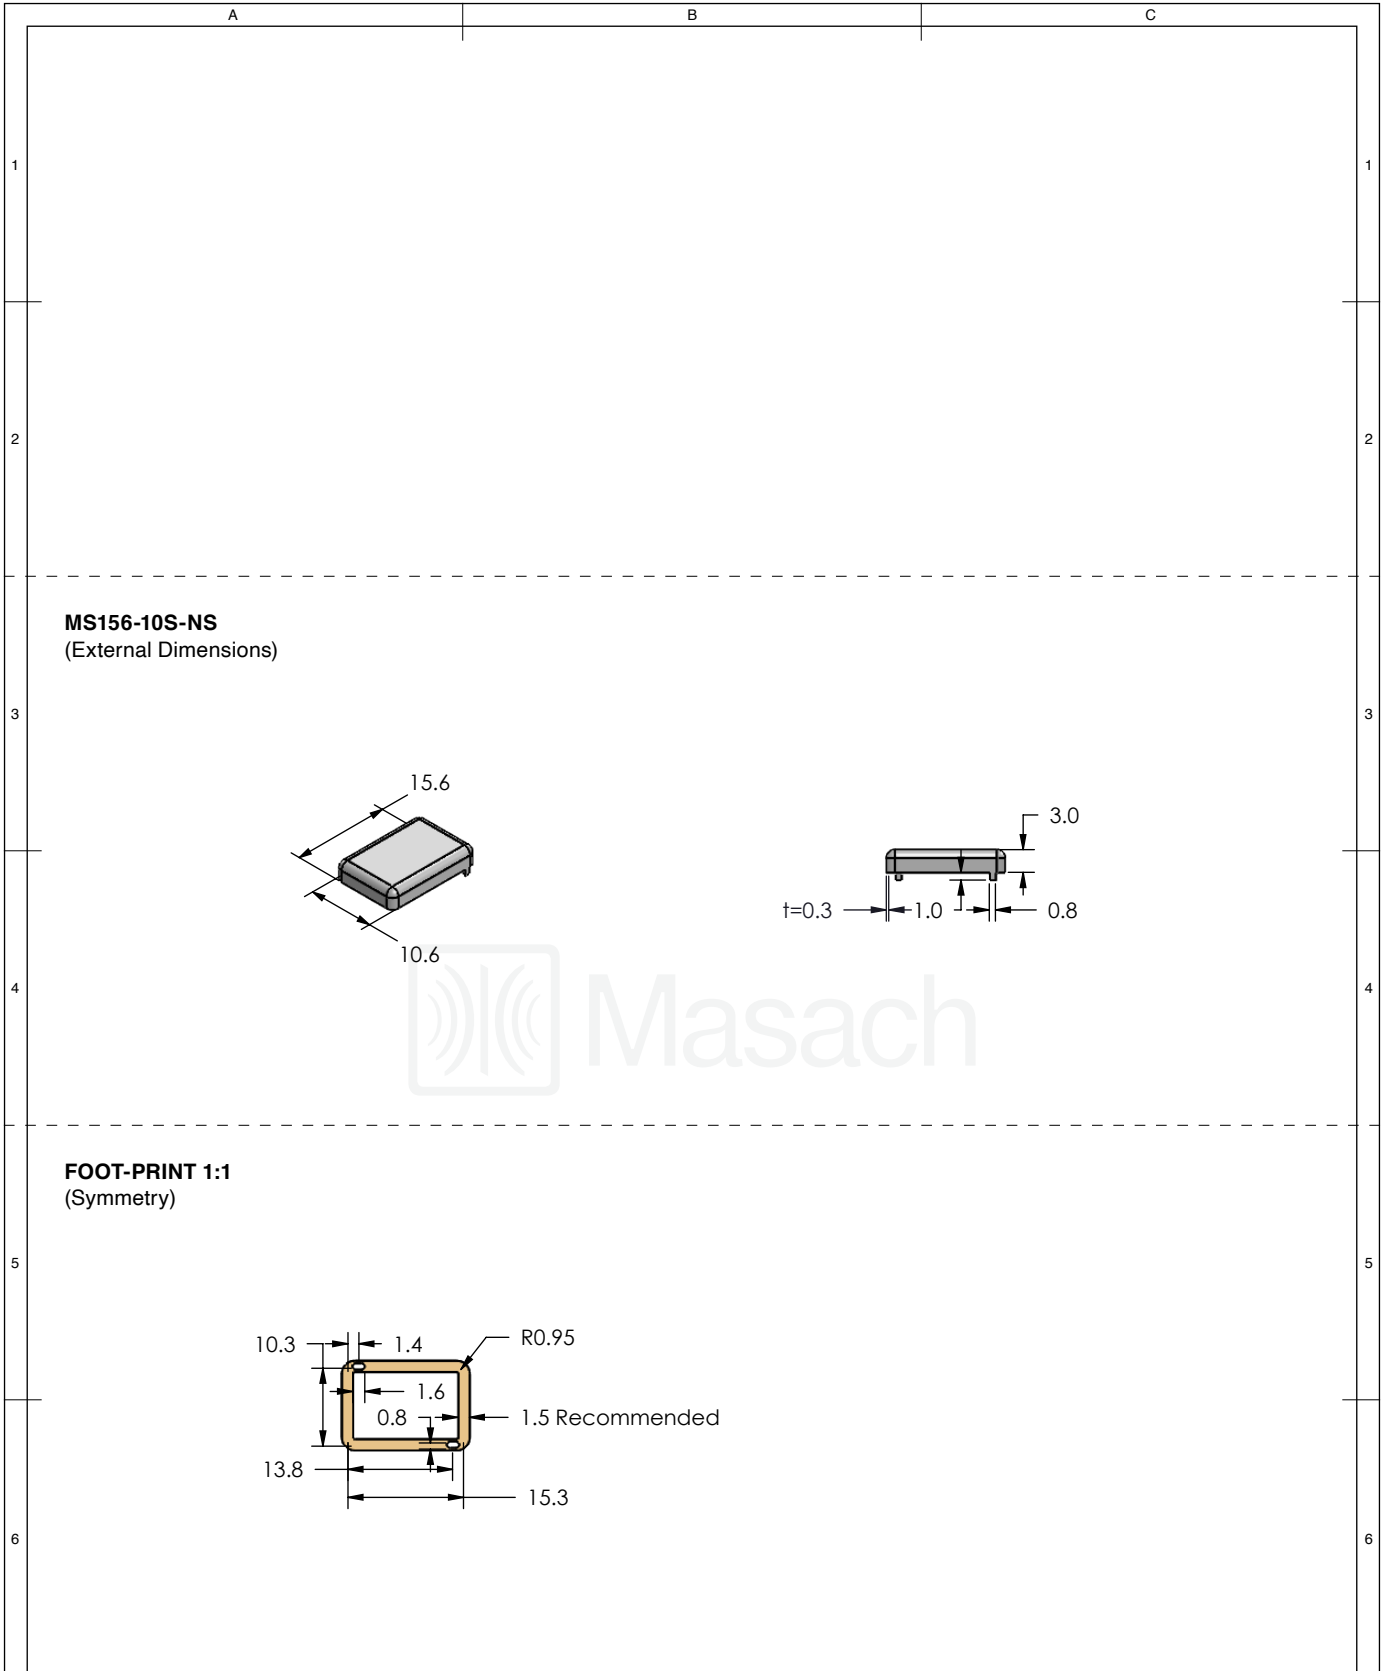 A B C
1 1
2 2
MS156-10S-NS
(External Dimensions)
3 3
15.6
10.6
3.0
t=0.3 1.0 0.8
4 4
Masach
FOOT-PRINT 1:1
(Symmetry)
5 5
10.3 1.4 R0.95
1.6
0.8 1.5 Recommended
13.8
15.3
6 6